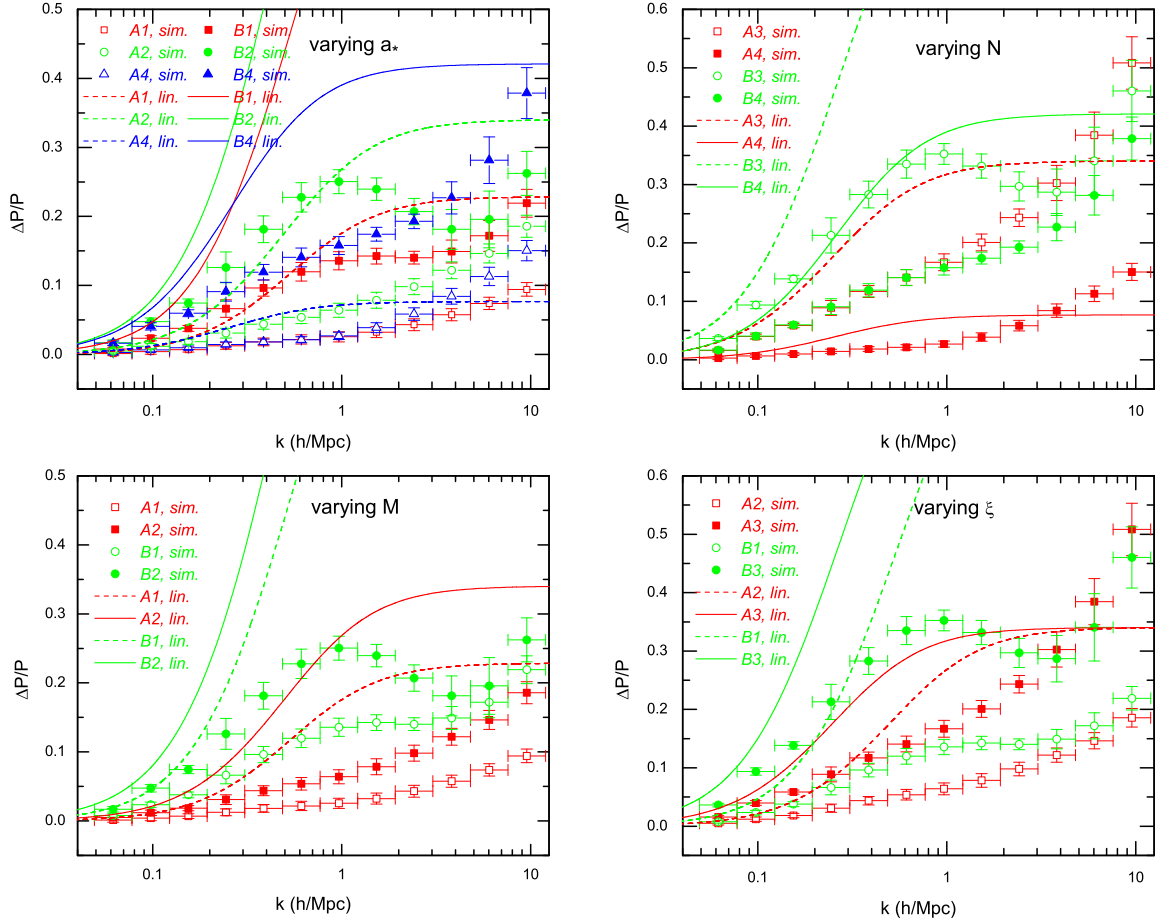 0.5
0.4
0.3
0.2
0.1
0.0
ΔP/P
A1, sim.
A2, sim.
A4, sim.
A1, lin.
A2, lin.
A4, lin.
B1, sim.
B2, sim.
B4, sim.
B1, lin.
B2, lin.
B4, lin.
varying a*
0.1
1
10
k (h/Mpc)
0.6
0.5
0.4
0.3
0.2
0.1
0.0
ΔP/P
A3, sim.
A4, sim.
B3, sim.
B4, sim.
A3, lin.
A4, lin.
B3, lin.
B4, lin.
varying N
0.1
1
10
k (h/Mpc)
0.5
0.4
0.3
0.2
0.1
0.0
ΔP/P
A1, sim.
A2, sim.
B1, sim.
B2, sim.
A1, lin.
A2, lin.
B1, lin.
B2, lin.
varying M
0.1
1
10
k (h/Mpc)
0.6
0.5
0.4
0.3
0.2
0.1
0.0
ΔP/P
A2, sim.
A3, sim.
B1, sim.
B3, sim.
A2, lin.
A3, lin.
B1, lin.
B3, lin.
varying ξ
0.1
1
10
k (h/Mpc)